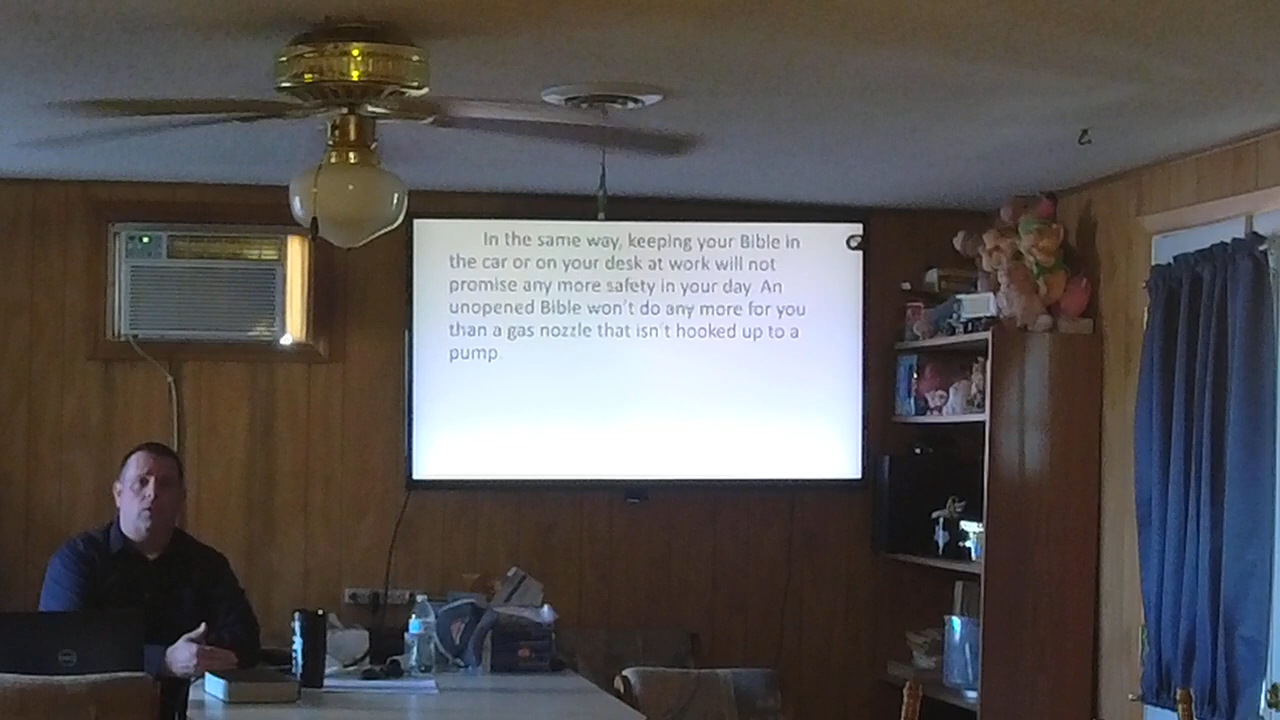 In the same way, keeping your Bible in
the car or on your desk at work will not
promise any more safety in your day. An
unopened Bible won't do any more for you
than a gas nozzle that isn't hooked up to a
pump.
DELL